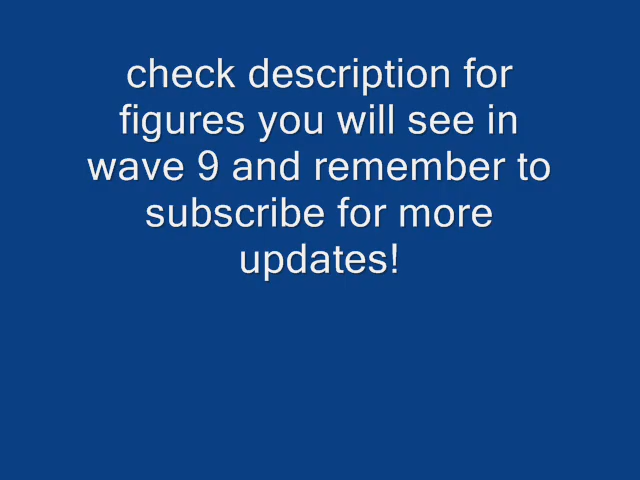 check description for
figures you will see in
wave 9 and remember to
subscribe for more
updates!